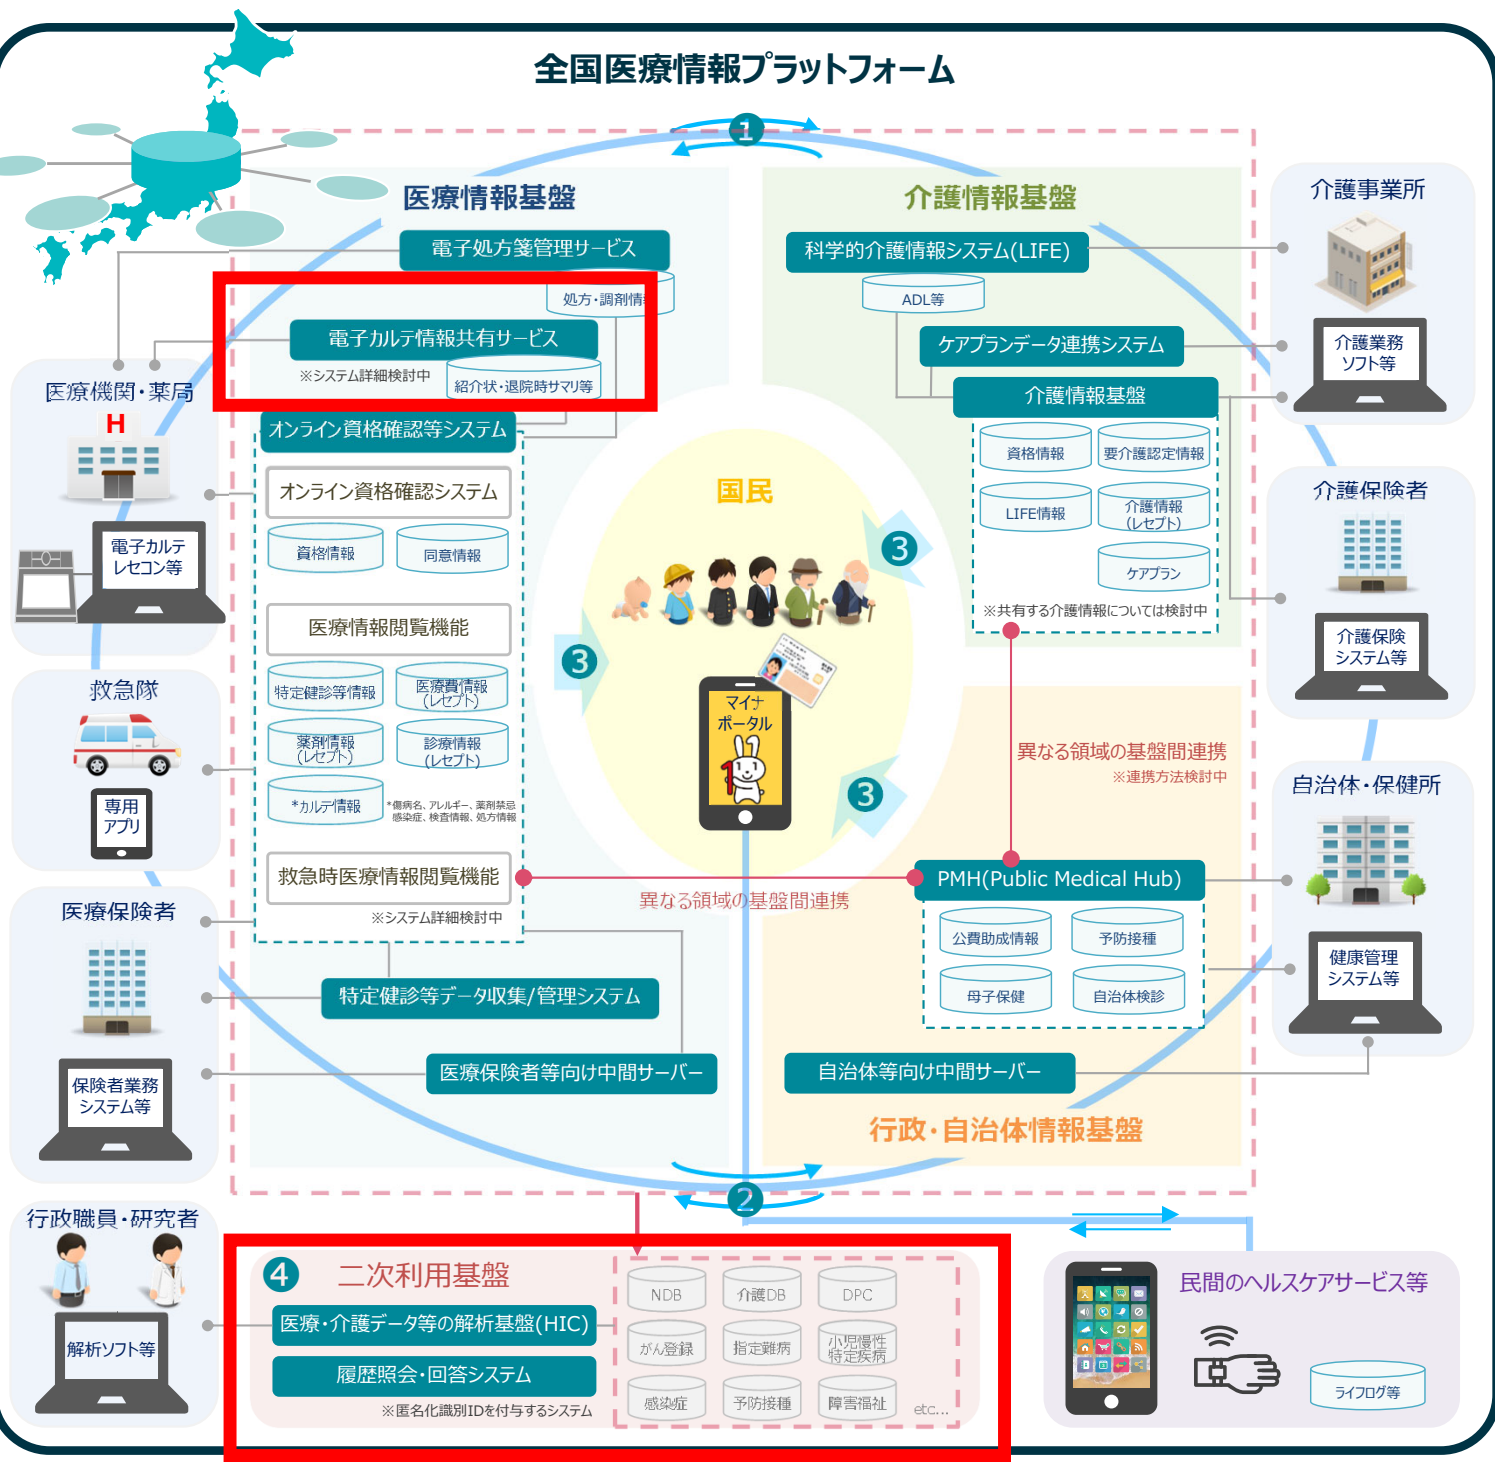 全国医療情報プラットフォーム
1
医療情報基盤
電子処方箋管理サービス
処方・調剤情
電子カルテ情報共有サービス
※システム詳細検討中
紹介状・退院時サマリ等
オンライン資格確認等システム
オンライン資格確認システム
資格情報
同意情報
医療情報閲覧機能
特定健診等情報
医療費情報
(レセプト)
薬剤情報
(レセプト)
診療情報
(レセプト)
*カルテ情報
*傷病名、アレルギー、薬剤禁忌
感染症、検査情報、処方情報
救急時医療情報閲覧機能
※システム詳細検討中
特定健診等データ収集/管理システム
医療保険者等向け中間サーバー
介護情報基盤
科学的介護情報システム(LIFE)
ADL等
ケアプランデータ連携システム
介護情報基盤
資格情報
要介護認定情報
LIFE情報
介護情報
(レセプト)
ケアプラン
※共有する介護情報については検討中
国民
3
3
3
マイナ
ポータル
1
異なる領域の基盤間連携
※連携方法検討中
異なる領域の基盤間連携
PMH(Public Medical Hub)
公費助成情報
予防接種
母子保健
自治体検診
自治体等向け中間サーバー
行政・自治体情報基盤
2
医療機関・薬局
H
電子カルテ
レセコン等
救急隊
専用
アプリ
医療保険者
保険者業務
システム等
行政職員・研究者
解析ソフト等
介護事業所
介護業務
ソフト等
介護保険者
介護保険
システム等
自治体・保健所
健康管理
システム等
4
二次利用基盤
医療・介護データ等の解析基盤(HIC)
履歴照会・回答システム
※匿名化識別IDを付与するシステム
NDB
介護DB
DPC
がん登録
指定難病
小児慢性
特定疾病
感染症
予防接種
障害福祉
etc...
民間のヘルスケアサービス等
ライフログ等